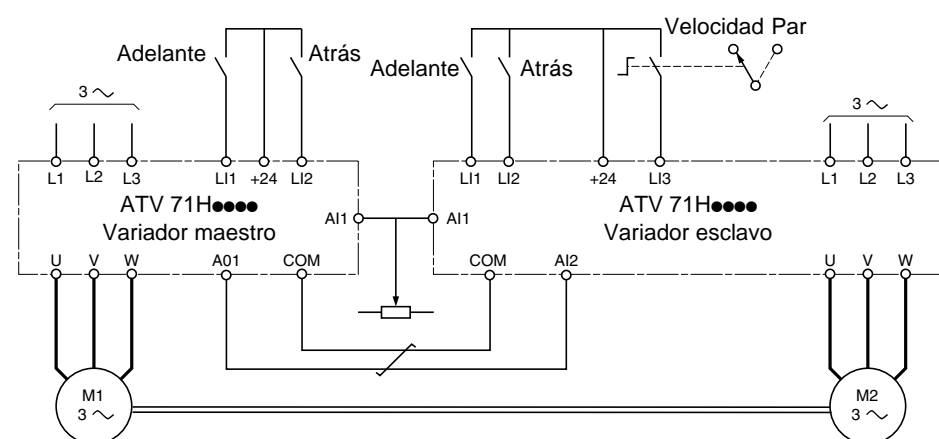 Velocidad Par
Adelante Atrás
Adelante Atrás
3 ∼
3 ∼
L1 L2 L3 LI1 +24 LI2
LI1 LI2 +24 LI3 L1 L2 L3
ATV 71H●●●●
Variador maestro
AI1
AI1
ATV 71H●●●●
Variador esclavo
U V W A01 COM
COM AI2 U V W
M1
3 ∼
M2
3 ∼